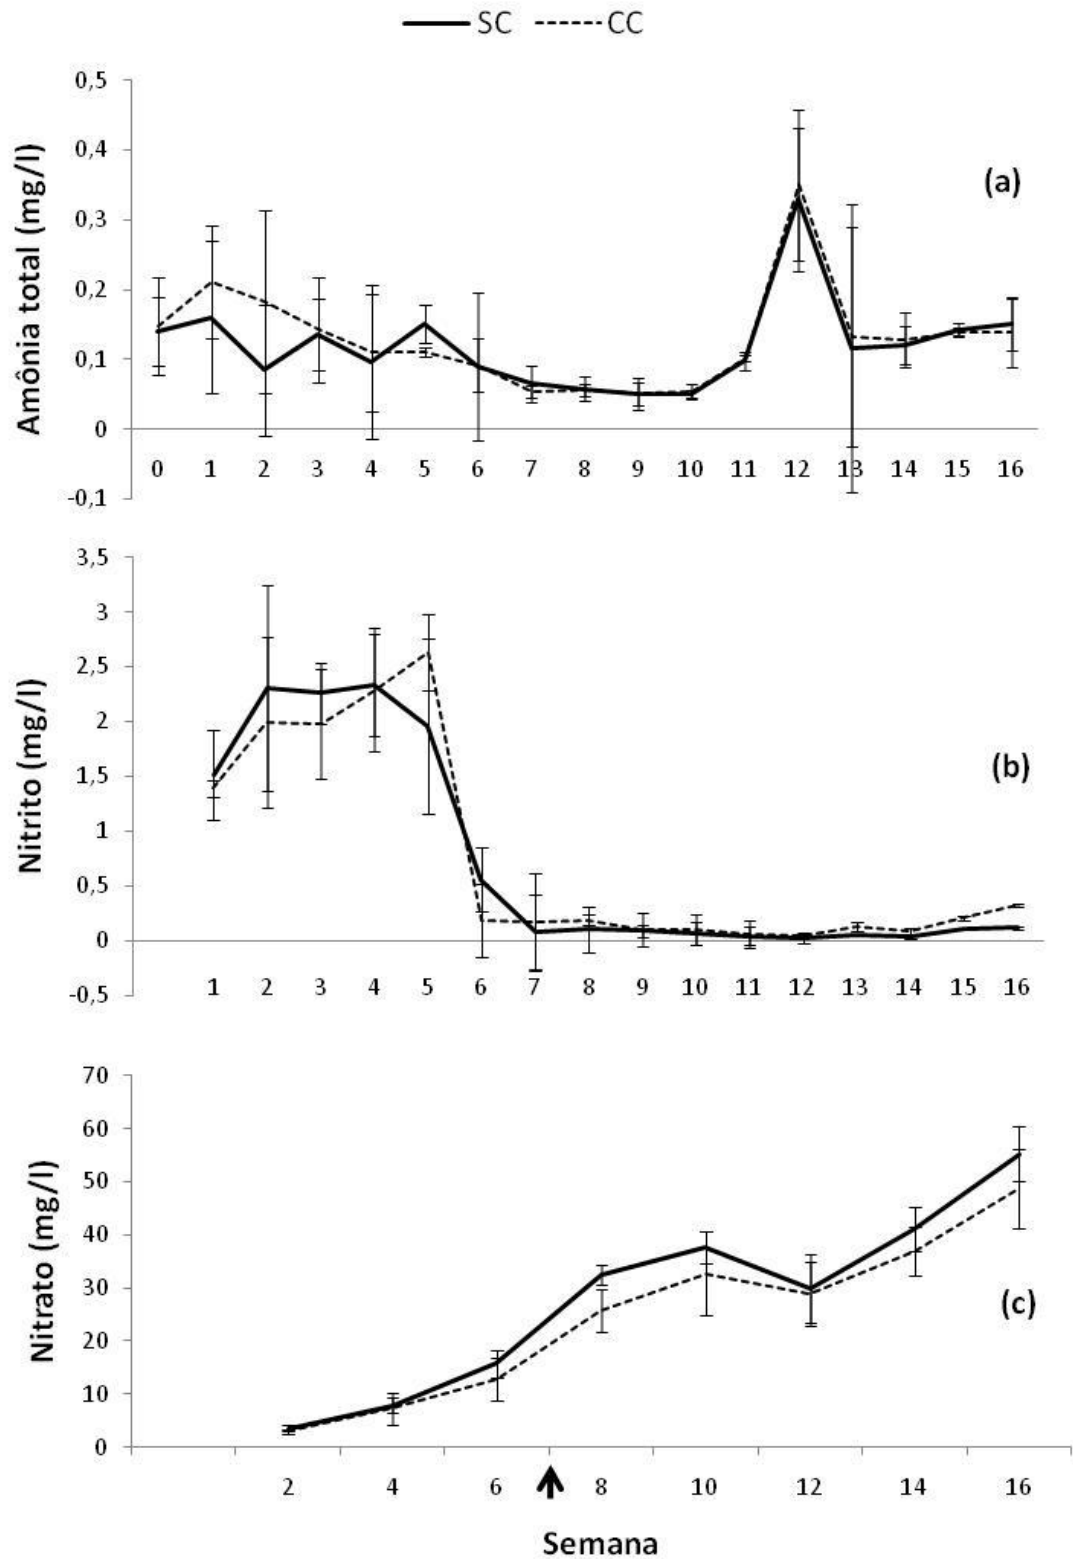 SC CC
Amônia total (mg/l)
0,5
0,4
0,3
0,2
0,1
0
-0,1
(a)
0 1 2 3 4 5 6 7 8 9 10 11 12 13 14 15 16
Nitrito (mg/l)
3,5
3
2,5
2
1,5
1
0,5
0
-0,5
(b)
1 2 3 4 5 6 7 8 9 10 11 12 13 14 15 16
Nitrato (mg/l)
70
60
50
40
30
20
10
0
(c)
2 4 6 8 10 12 14 16
Semana